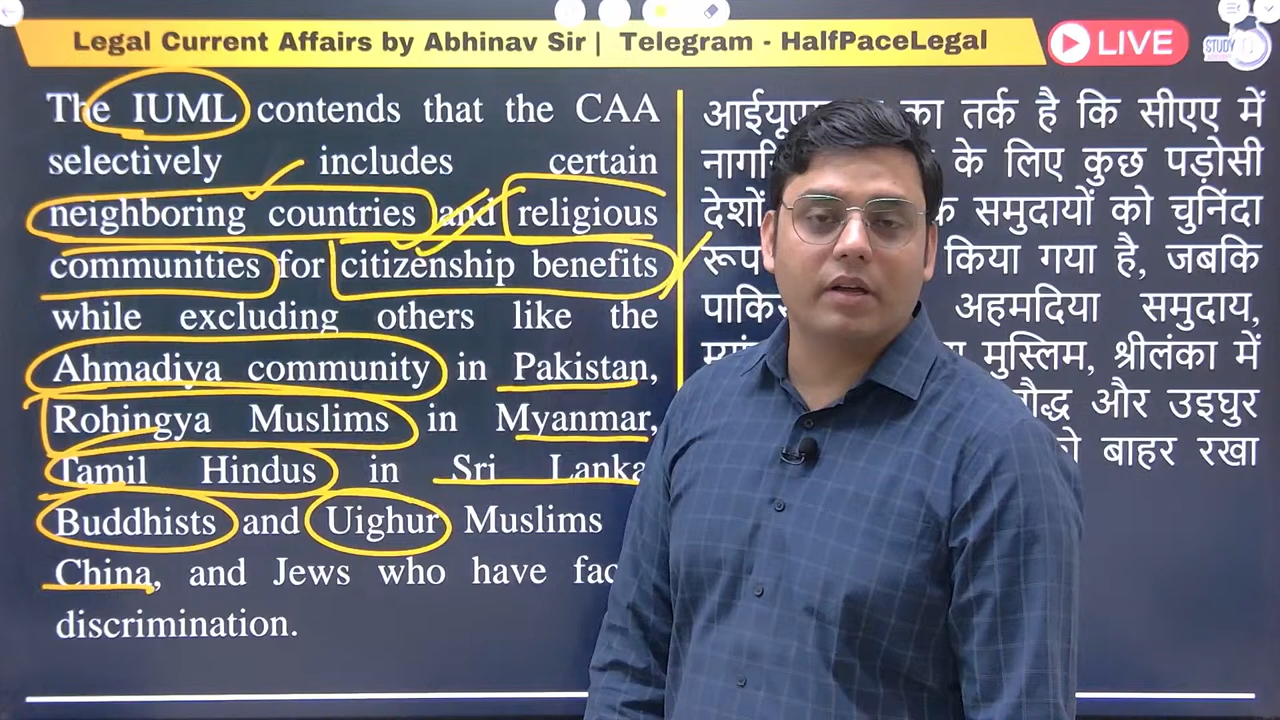 Legal Current Affairs by Abhinav Sir | Telegram - HalfPaceLegal
LIVE
STUDY
The IUML contends that the CAA
selectively includes certain
neighboring countries and religious
communities for citizenship benefits
while excluding others like the
Ahmadiya community in Pakistan,
Rohingya Muslims in Myanmar,
Tamil Hindus in Sri Lanka
Buddhists and Uighur Muslims
China, and Jews who have
discrimination.
का तर्क है कि सीएए में
के लिए कुछ पड़ोसी
देशों समुदायों को चुनिंदा
रूप किया गया है, जबकि
अहमदिया समुदाय,
मुस्लिम, श्रीलंका में
और उइघुर
बाहर रखा